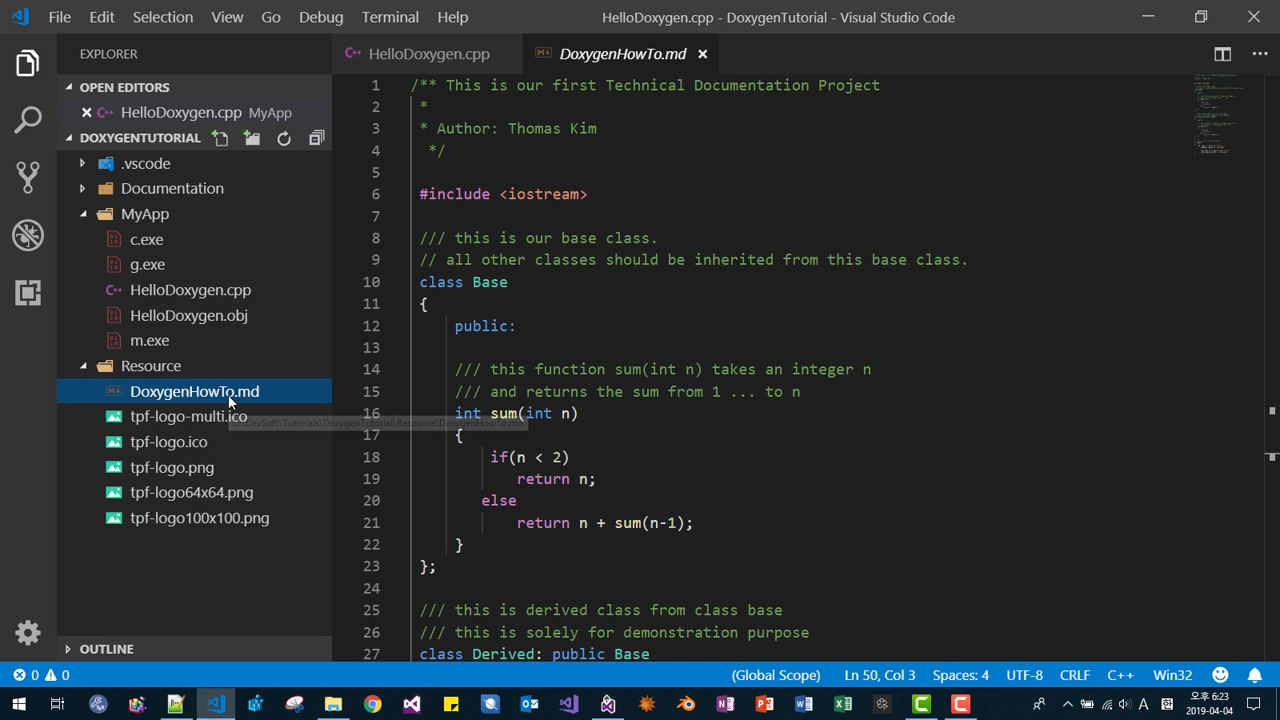 File Edit Selection View Go Debug Terminal Help
HelloDoxygen.cpp - DoxygenTutorial - Visual Studio Code
EXPLORER
OPEN EDITORS
HelloDoxygen.cpp MyApp
DOXYGENTUTORIAL
.vscode
Documentation
MyApp
c.exe
g.exe
HelloDoxygen.cpp
HelloDoxygen.obj
m.exe
Resource
DoxygenHowTo.md
tpf-logo-multi.ico
tpf-logo.ico
tpf-logo.png
tpf-logo64x64.png
tpf-logo100x100.png
OUTLINE
HelloDoxygen.cpp
DoxygenHowTo.md
1 /** This is our first Technical Documentation Project
2 *
3 * Author: Thomas Kim
4 */
5
6 #include <iostream>
7
8 /// this is our base class.
9 // all other classes should be inherited from this base class.
10 class Base
11 {
12 public:
13
14 /// this function sum(int n) takes an integer n
15 /// and returns the sum from 1 ... to n
16 int sum(int n)
17 {
18 if(n < 2)
19 return n;
20 else
21 return n + sum(n-1);
22 }
23 };
24
25 /// this is derived class from class base
26 /// this is solely for demonstration purpose
27 class Derived: public Base
0 0 (Global Scope) Ln 50, Col 3 Spaces: 4 UTF-8 CRLF C++ Win32
A
오후 6:23
2019-04-04